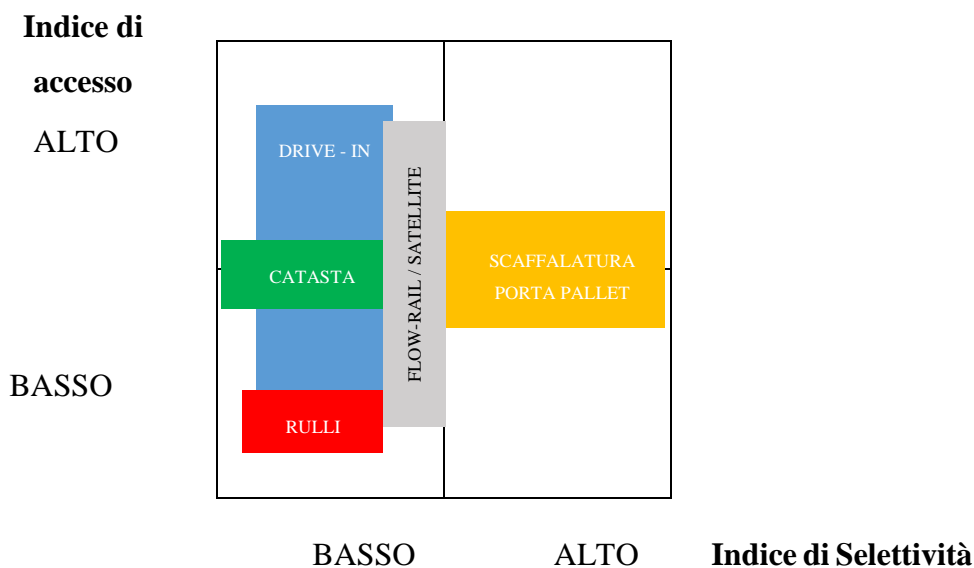 Indice di
accesso
ALTO
DRIVE - IN
FLOW-RAIL / SATELLITE
CATASTA
SCAFFALATURA
PORTA PALLET
BASSO
RULLI
BASSO
ALTO
Indice di Selettività